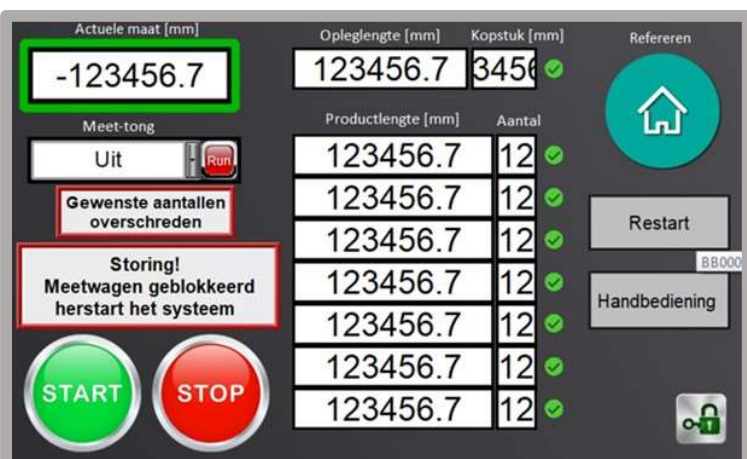 Actuele maat [mm]
-123456.7
Opleglengte [mm]
Kopstuk [mm]
123456.7
3456
Refereren
Meet-tong
Uit
Run
Productlengte [mm]
Aantal
123456.7 12
123456.7 12
123456.7 12
123456.7 12
123456.7 12
123456.7 12
123456.7 12
Gewenste aantallen
overschreden
Storing!
Meetwagen geblokkeerd
herstart het systeem
START
STOP
Restart
BB000
Handbediening